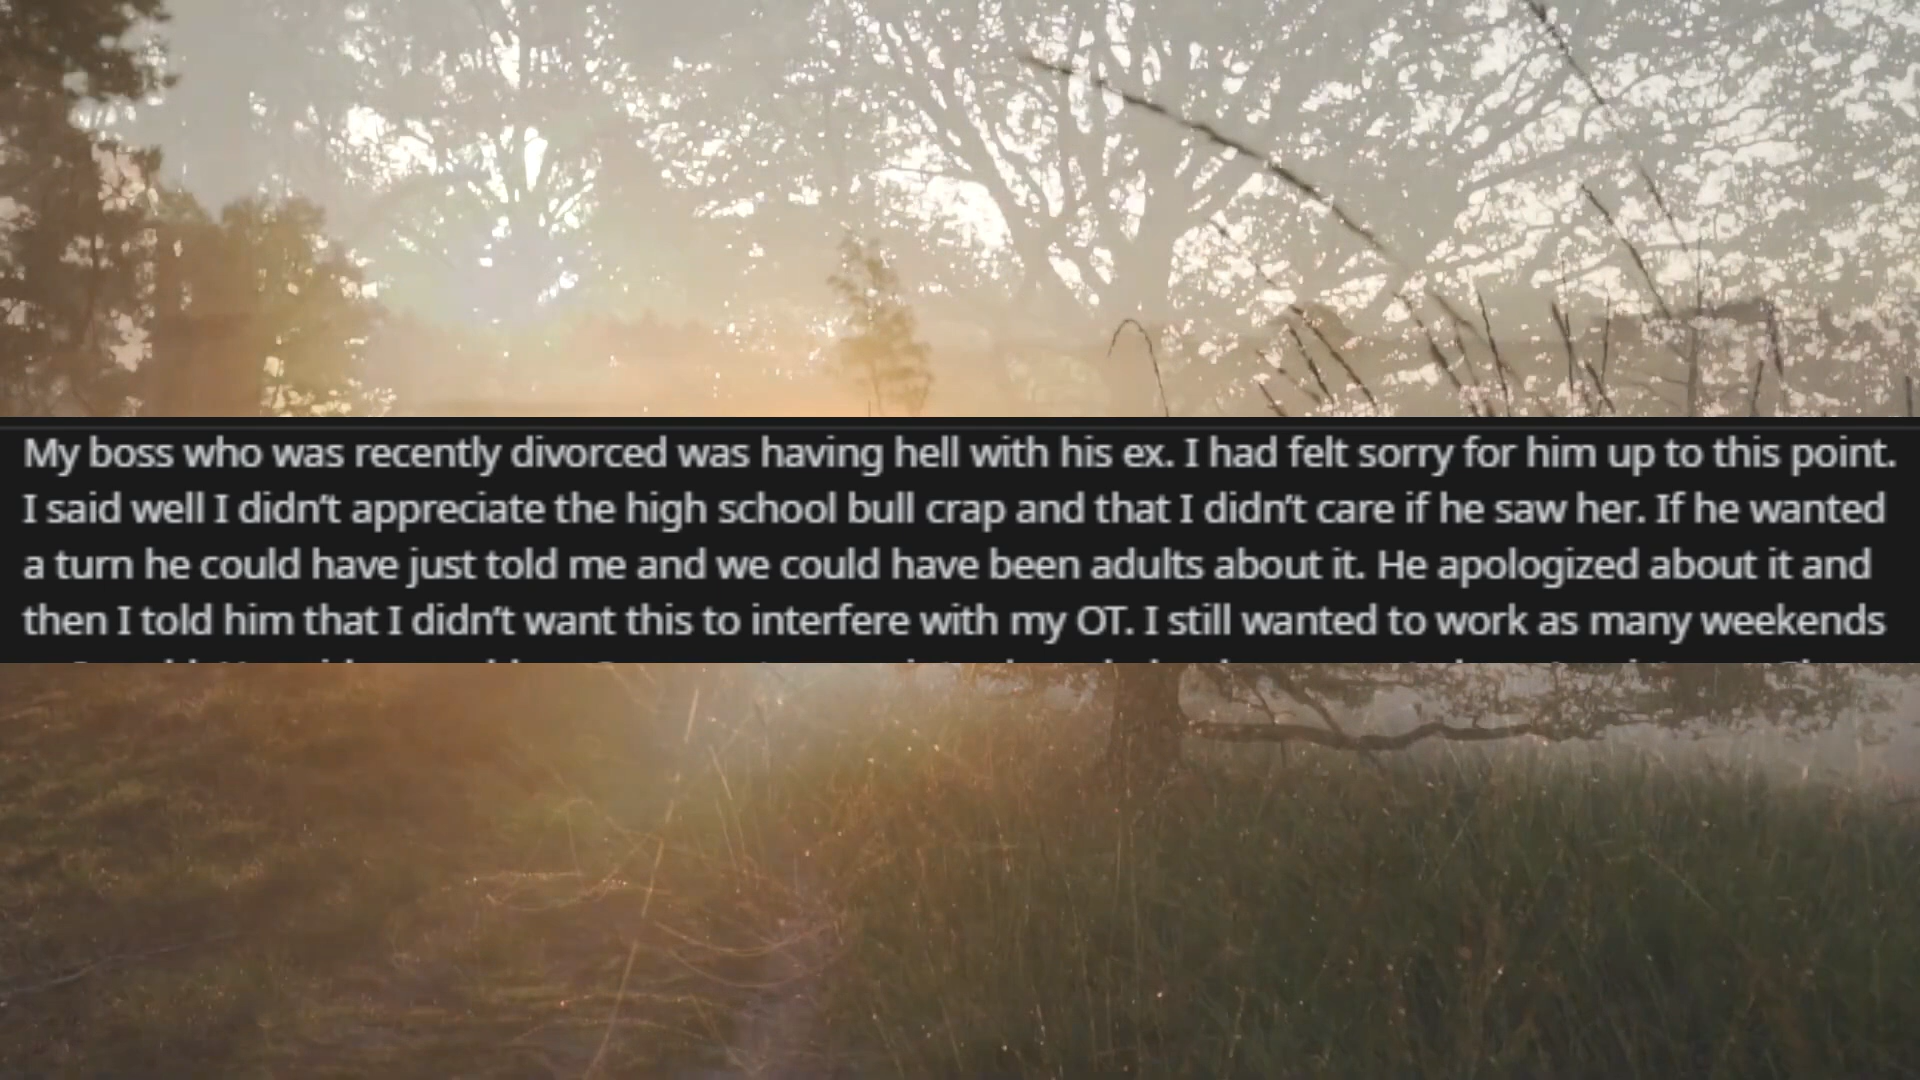 My boss who was recently divorced was having hell with his ex. I had felt sorry for him up to this point.
I said well I didn’t appreciate the high school bull crap and that I didn’t care if he saw her. If he wanted
a turn he could have just told me and we could have been adults about it. He apologized about it and
then I told him that I didn’t want this to interfere with my OT. I still wanted to work as many weekends